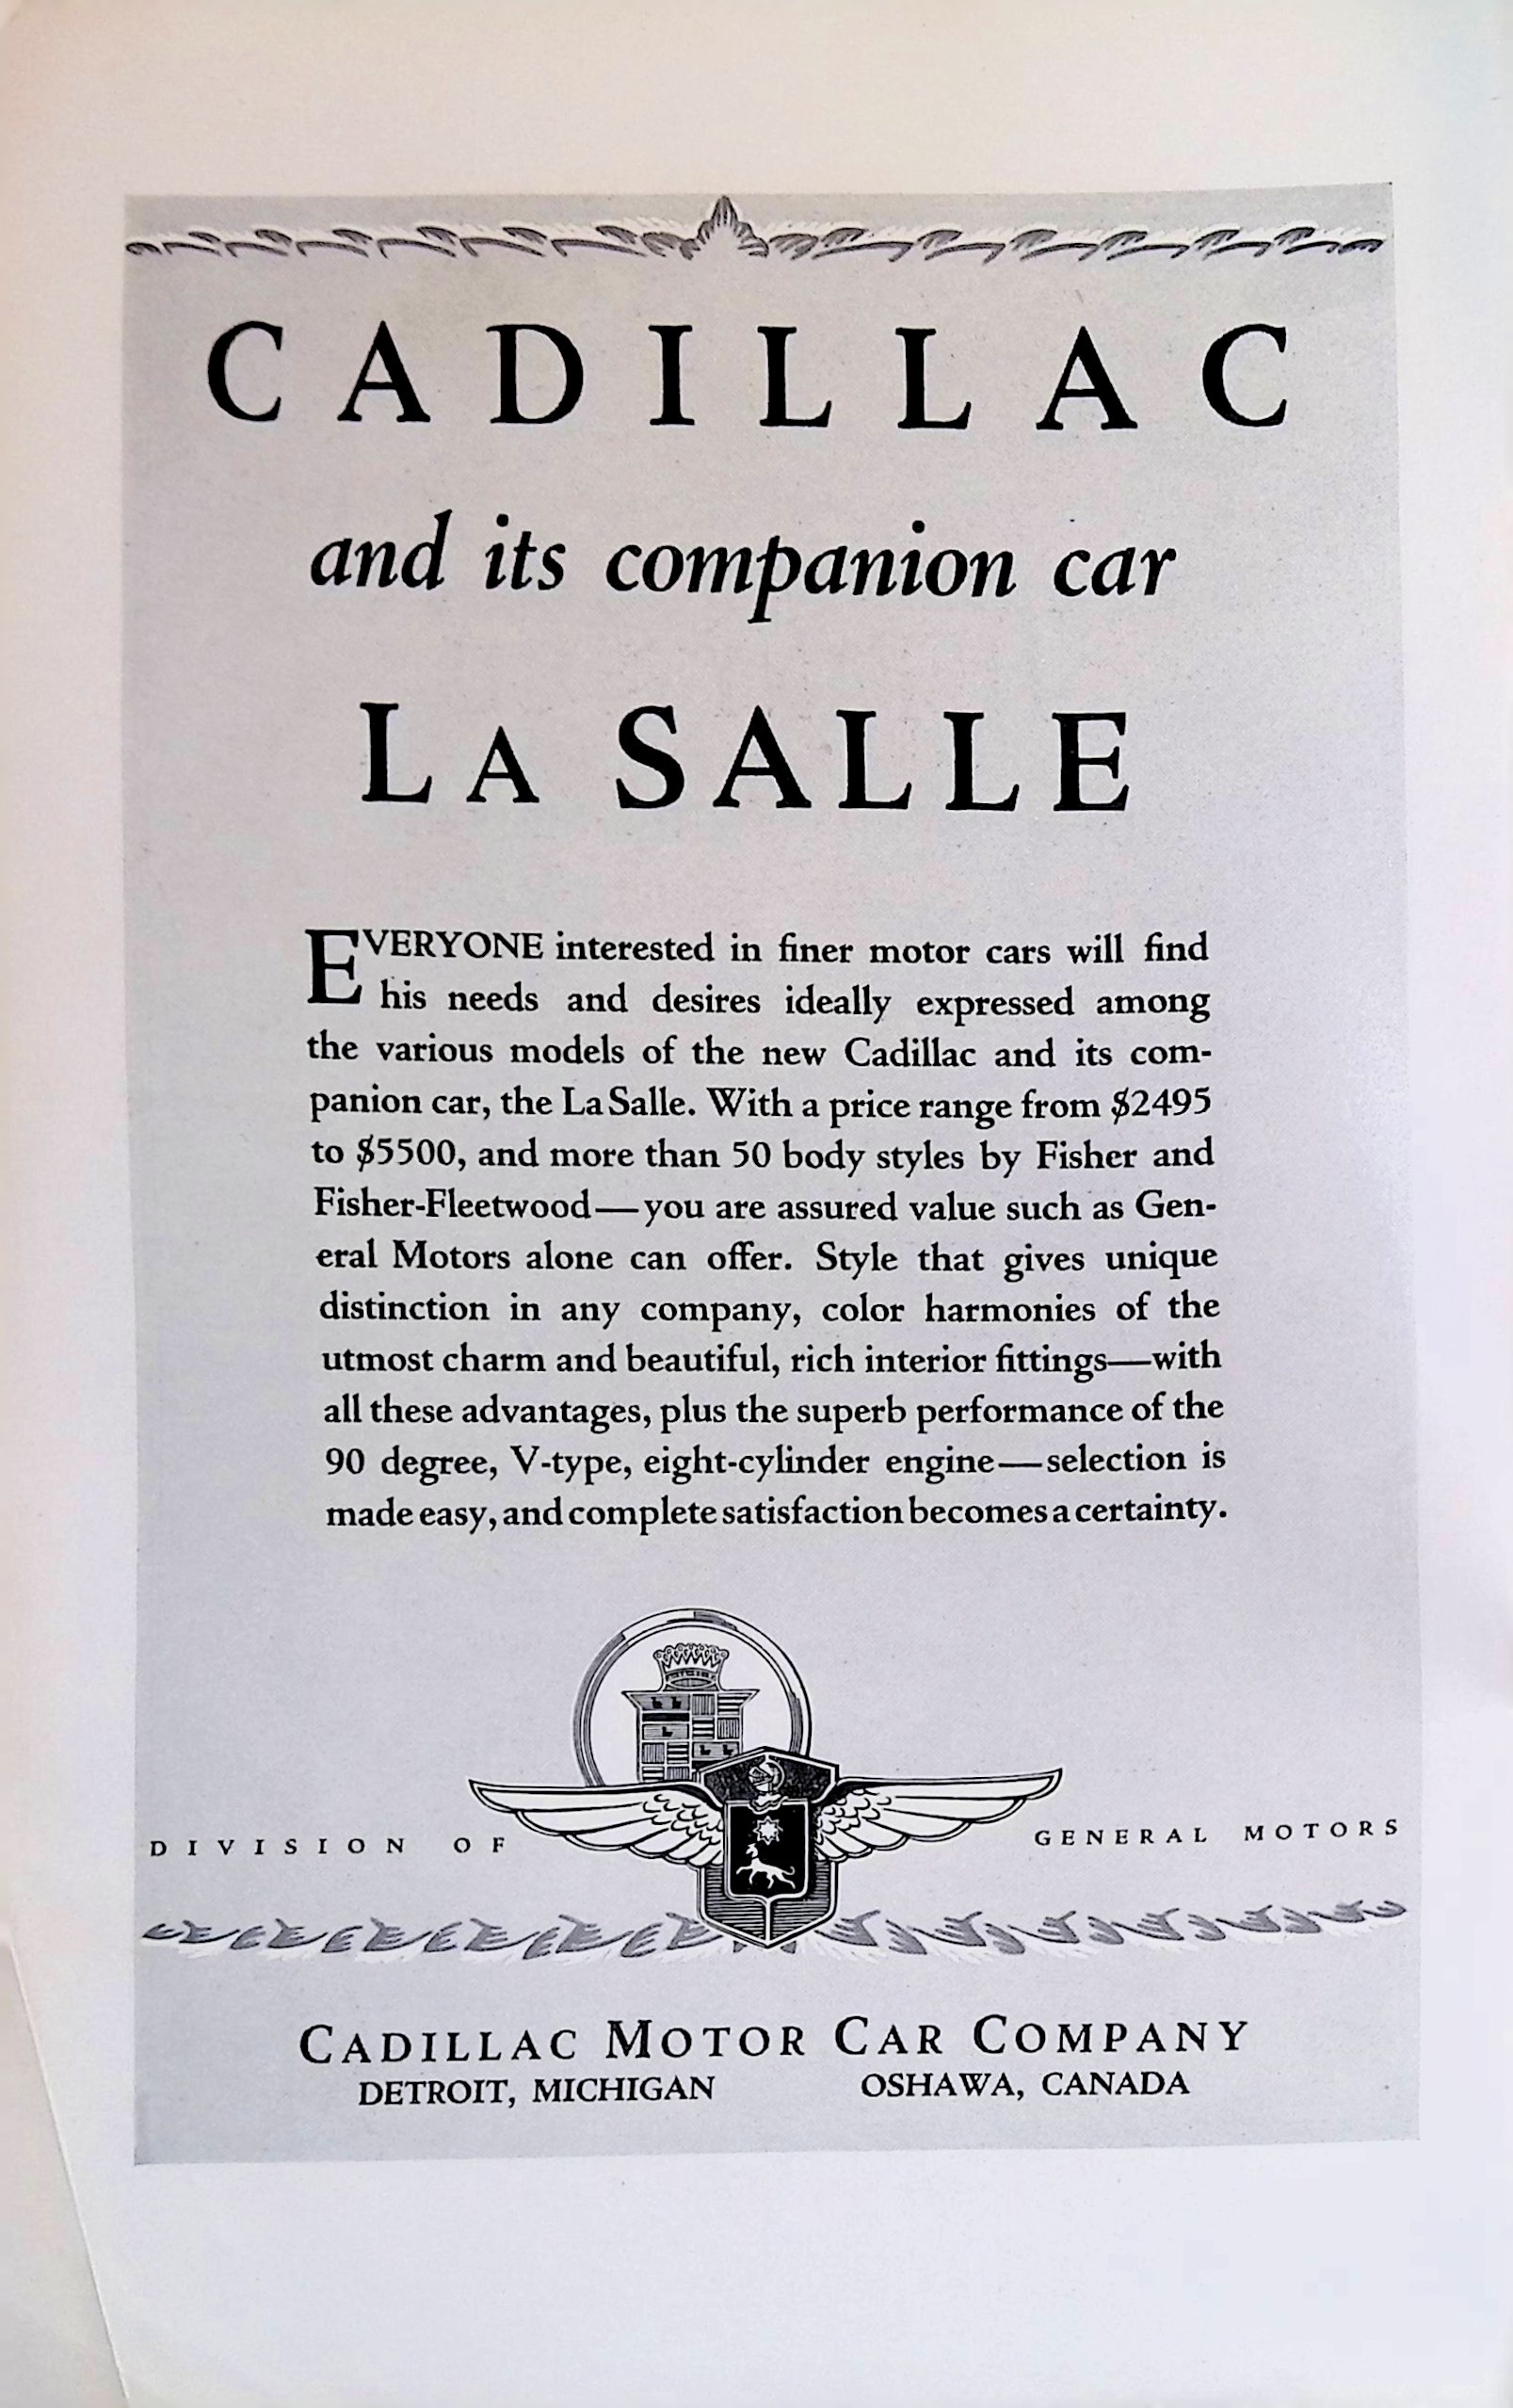 CADILLAC
and its companion car
LA SALLE
EVERYONE interested in finer motor cars will find
his needs and desires ideally expressed among
the various models of the new Cadillac and its com-
panion car, the La Salle. With a price range from $2495
to $5500, and more than 50 body styles by Fisher and
Fisher-Fleetwood—you are assured value such as Gen-
eral Motors alone can offer. Style that gives unique
distinction in any company, color harmonies of the
utmost charm and beautiful, rich interior fittings—with
all these advantages, plus the superb performance of the
90 degree, V-type, eight-cylinder engine—selection is
made easy, and complete satisfaction becomes a certainty.
DIVISION OF GENERAL MOTORS
CADILLAC MOTOR CAR COMPANY
DETROIT, MICHIGAN OSHAWA, CANADA